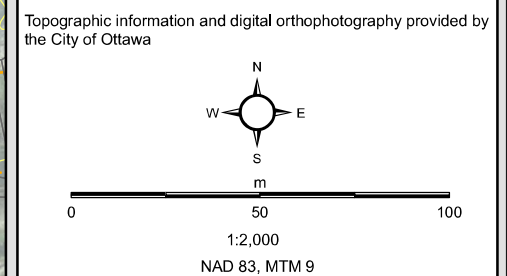 Topographic information and digital orthophotography provided by
the City of Ottawa
N
W E
S
m
0 50 100
1:2,000
NAD 83, MTM 9